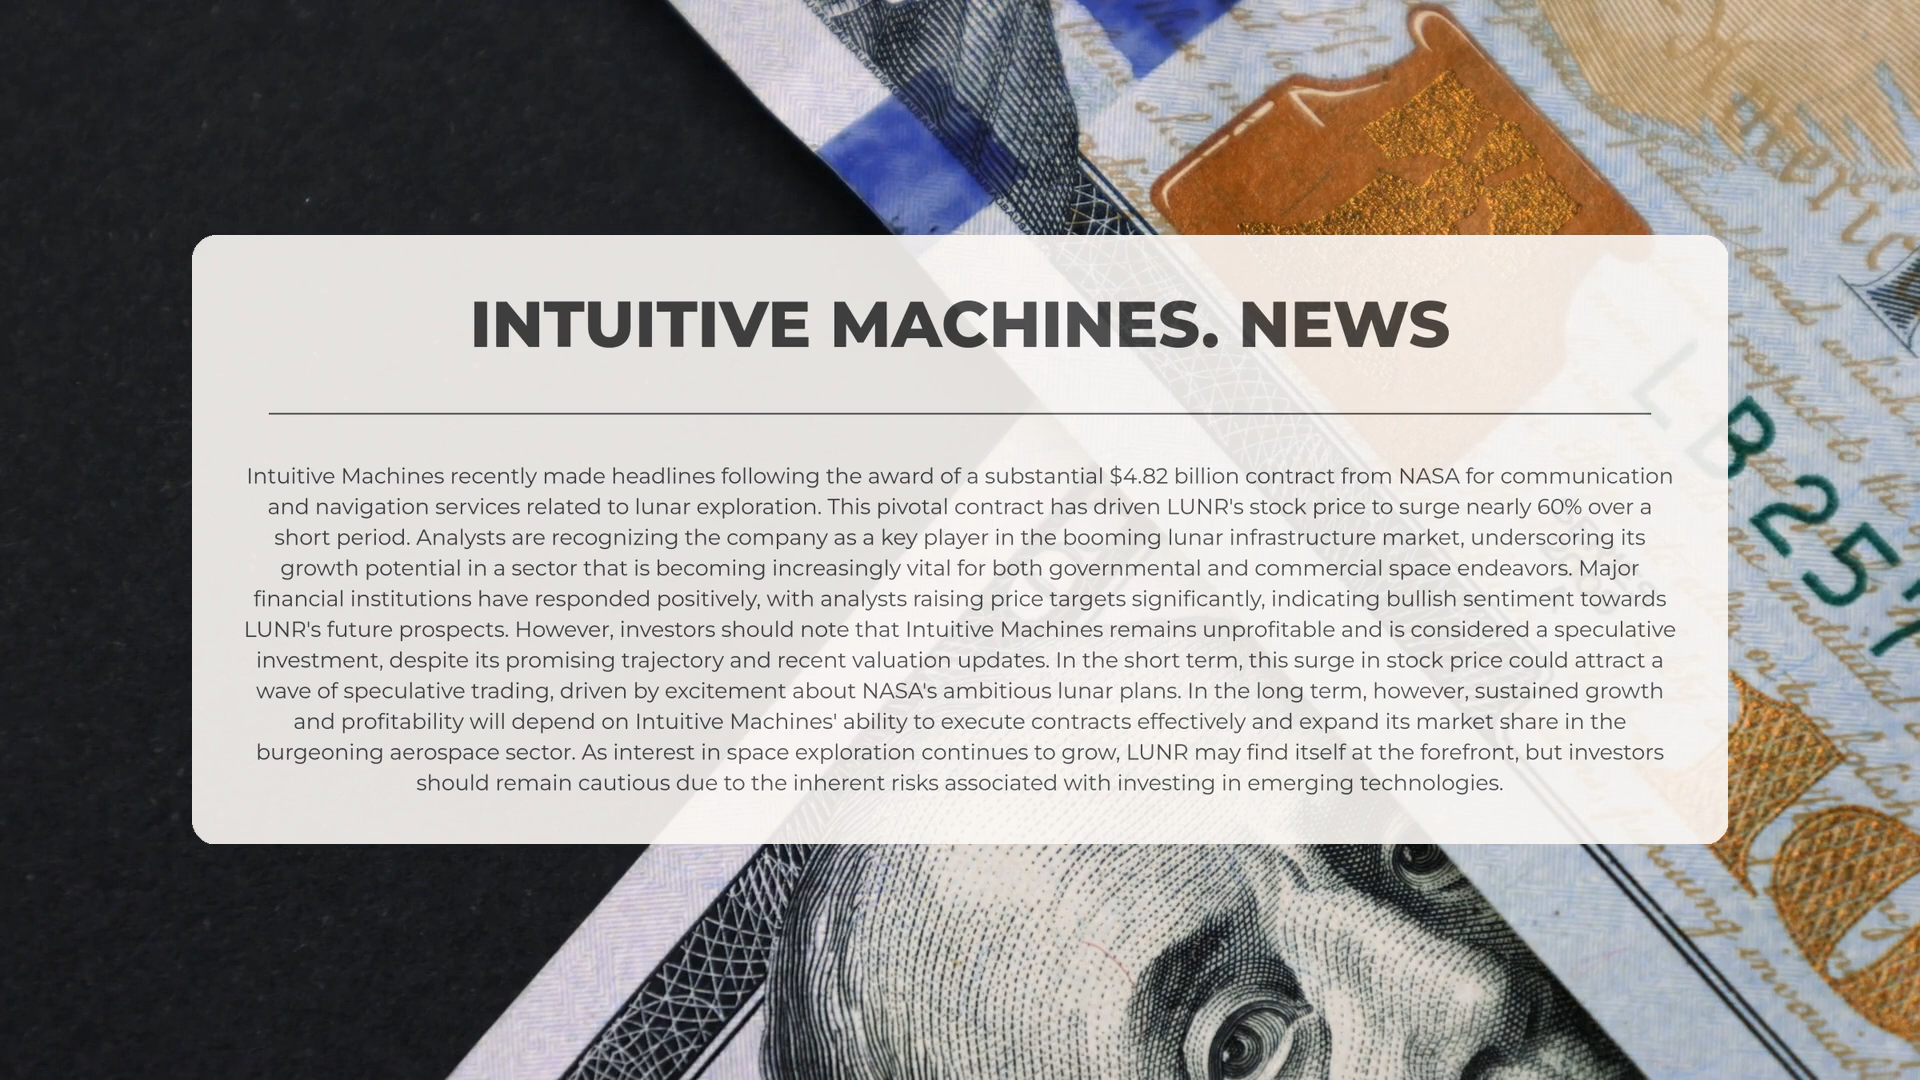 INTUITIVE MACHINES. NEWS
Intuitive Machines recently made headlines following the award of a substantial $4.82 billion contract from NASA for communication
and navigation services related to lunar exploration. This pivotal contract has driven LUNR's stock price to surge nearly 60% over a
short period. Analysts are recognizing the company as a key player in the booming lunar infrastructure market, underscoring its
growth potential in a sector that is becoming increasingly vital for both governmental and commercial space endeavors. Major
financial institutions have responded positively, with analysts raising price targets significantly, indicating bullish sentiment towards
LUNR's future prospects. However, investors should note that Intuitive Machines remains unprofitable and is considered a speculative
investment, despite its promising trajectory and recent valuation updates. In the short term, this surge in stock price could attract a
wave of speculative trading, driven by excitement about NASA's ambitious lunar plans. In the long term, however, sustained growth
and profitability will depend on Intuitive Machines' ability to execute contracts effectively and expand its market share in the
burgeoning aerospace sector. As interest in space exploration continues to grow, LUNR may find itself at the forefront, but investors
should remain cautious due to the inherent risks associated with investing in emerging technologies.
LB25